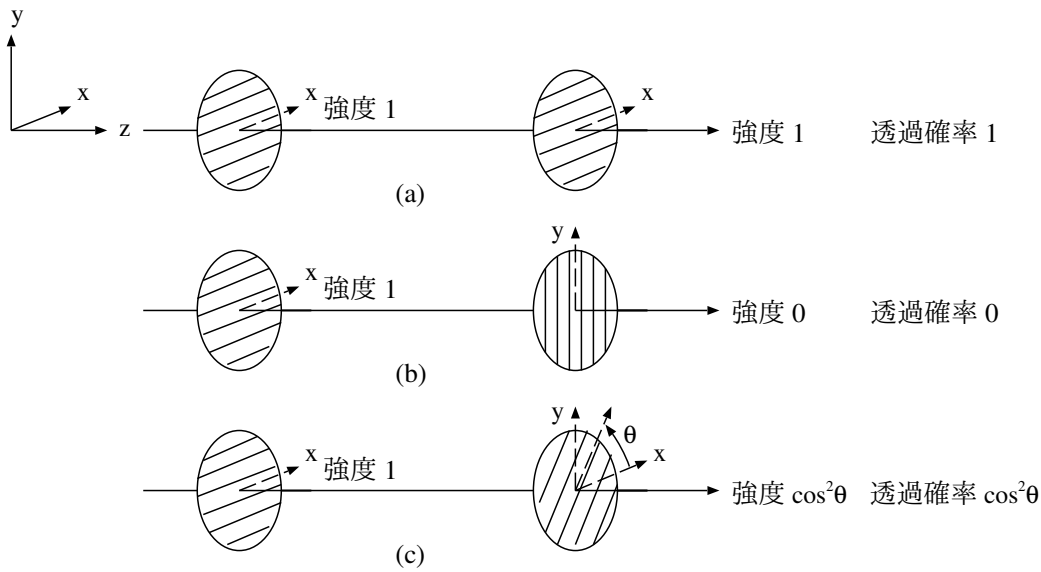 y
x
z
x 強度 1
x
強度 1 透過確率 1
(a)
x 強度 1
y
強度 0 透過確率 0
(b)
x 強度 1
y
θ
x
強度 cos²θ 透過確率 cos²θ
(c)